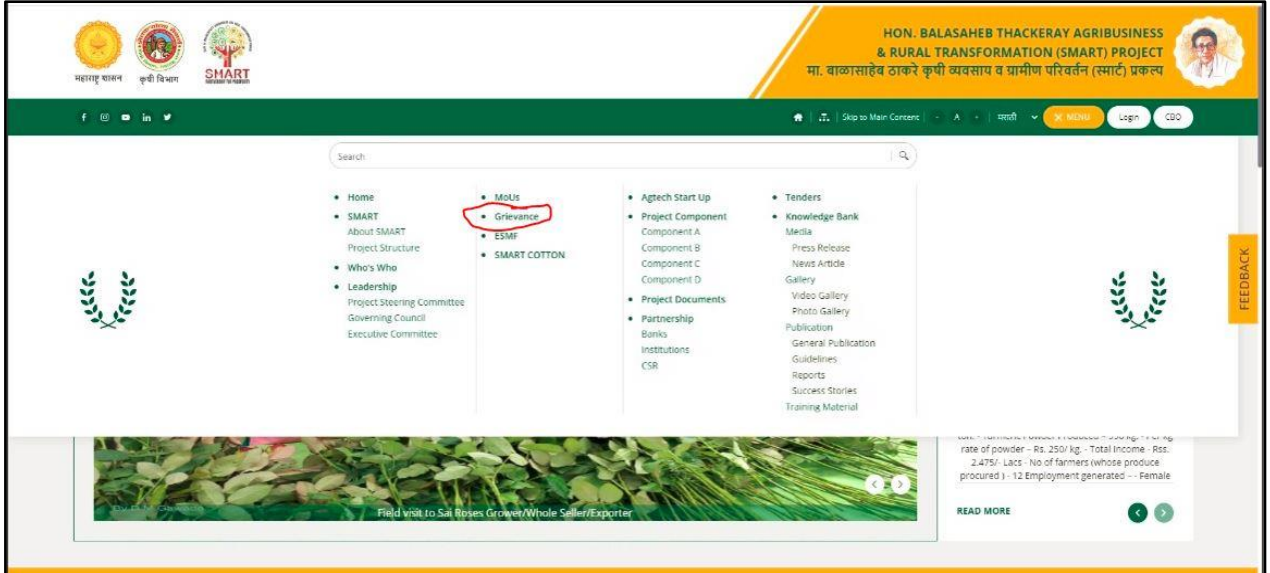 महाराष्ट्र शासन
कृषी विभाग
SMART
HON. BALASAHEB THACKERAY AGRIBUSINESS
& RURAL TRANSFORMATION (SMART) PROJECT
मा. बाळासाहेब ठाकरे कृषी व्यवसाय व ग्रामीण परिवर्तन (स्मार्ट) प्रकल्प
Skip to Main Content | - A + | मराठी MENU Login CBO
Search
Home
SMART
About SMART
Project Structure
Who's Who
Leadership
Project Steering Committee
Governing Council
Executive Committee
MoUs
Grievance
ESMF
SMART COTTON
Agtech Start Up
Project Component
Component A
Component B
Component C
Component D
Project Documents
Partnership
Banks
Institutions
CSR
Tenders
Knowledge Bank
Media
Press Release
News Article
Gallery
Video Gallery
Photo Gallery
Publication
General Publication
Guidelines
Reports
Success Stories
Training Material
FEEDBACK
Field visit to Sai Roses Grower/Whole Seller/Exporter
rate of powder - Rs. 250/ kg. - Total Income - Rss.
2.475/- Lacs - No of farmers (whose produce
procured ) - 12 Employment generated - - Female
READ MORE